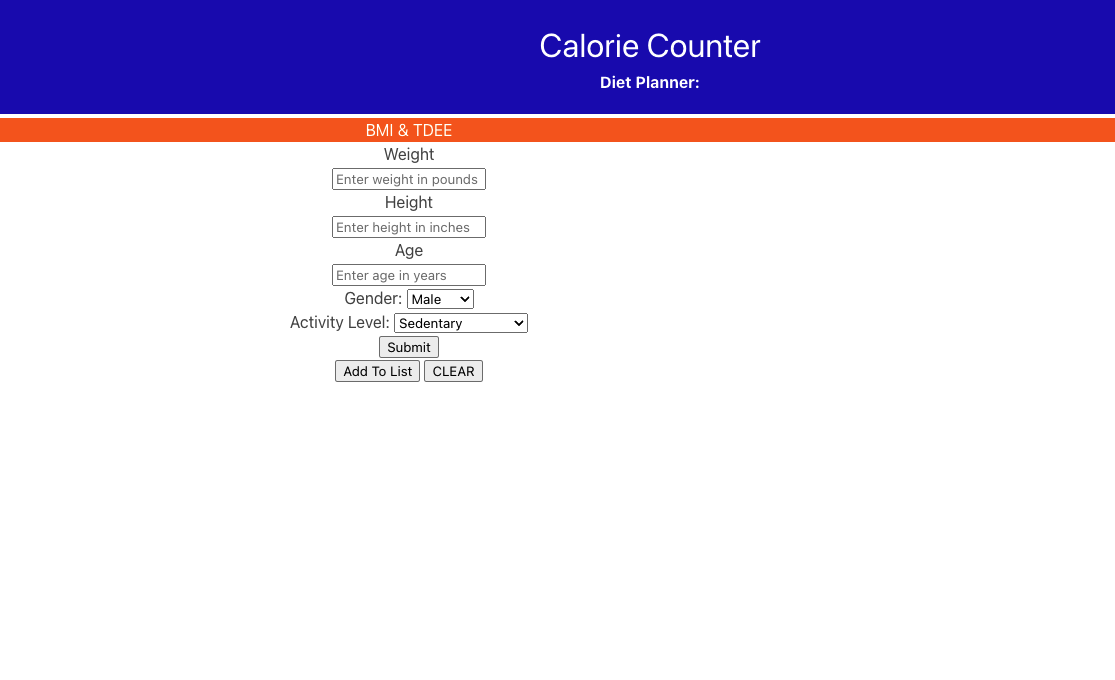 Calorie Counter
Diet Planner:
BMI & TDEE
Weight
Enter weight in pounds
Height
Enter height in inches
Age
Enter age in years
Gender: Male
Activity Level: Sedentary
Submit
Add To List CLEAR